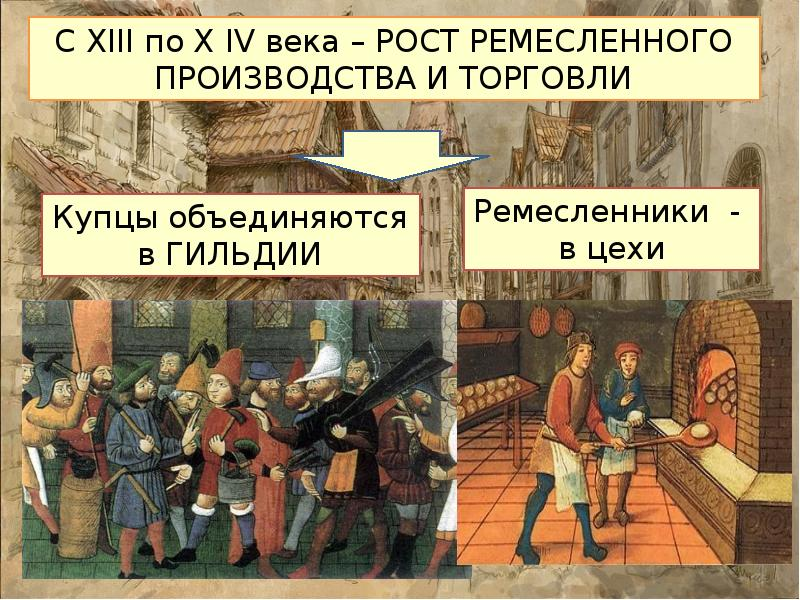 С XIII по X IV века – РОСТ РЕМЕСЛЕННОГО
ПРОИЗВОДСТВА И ТОРГОВЛИ
Купцы объединяются
в ГИЛЬДИИ
Ремесленники -
в цехи